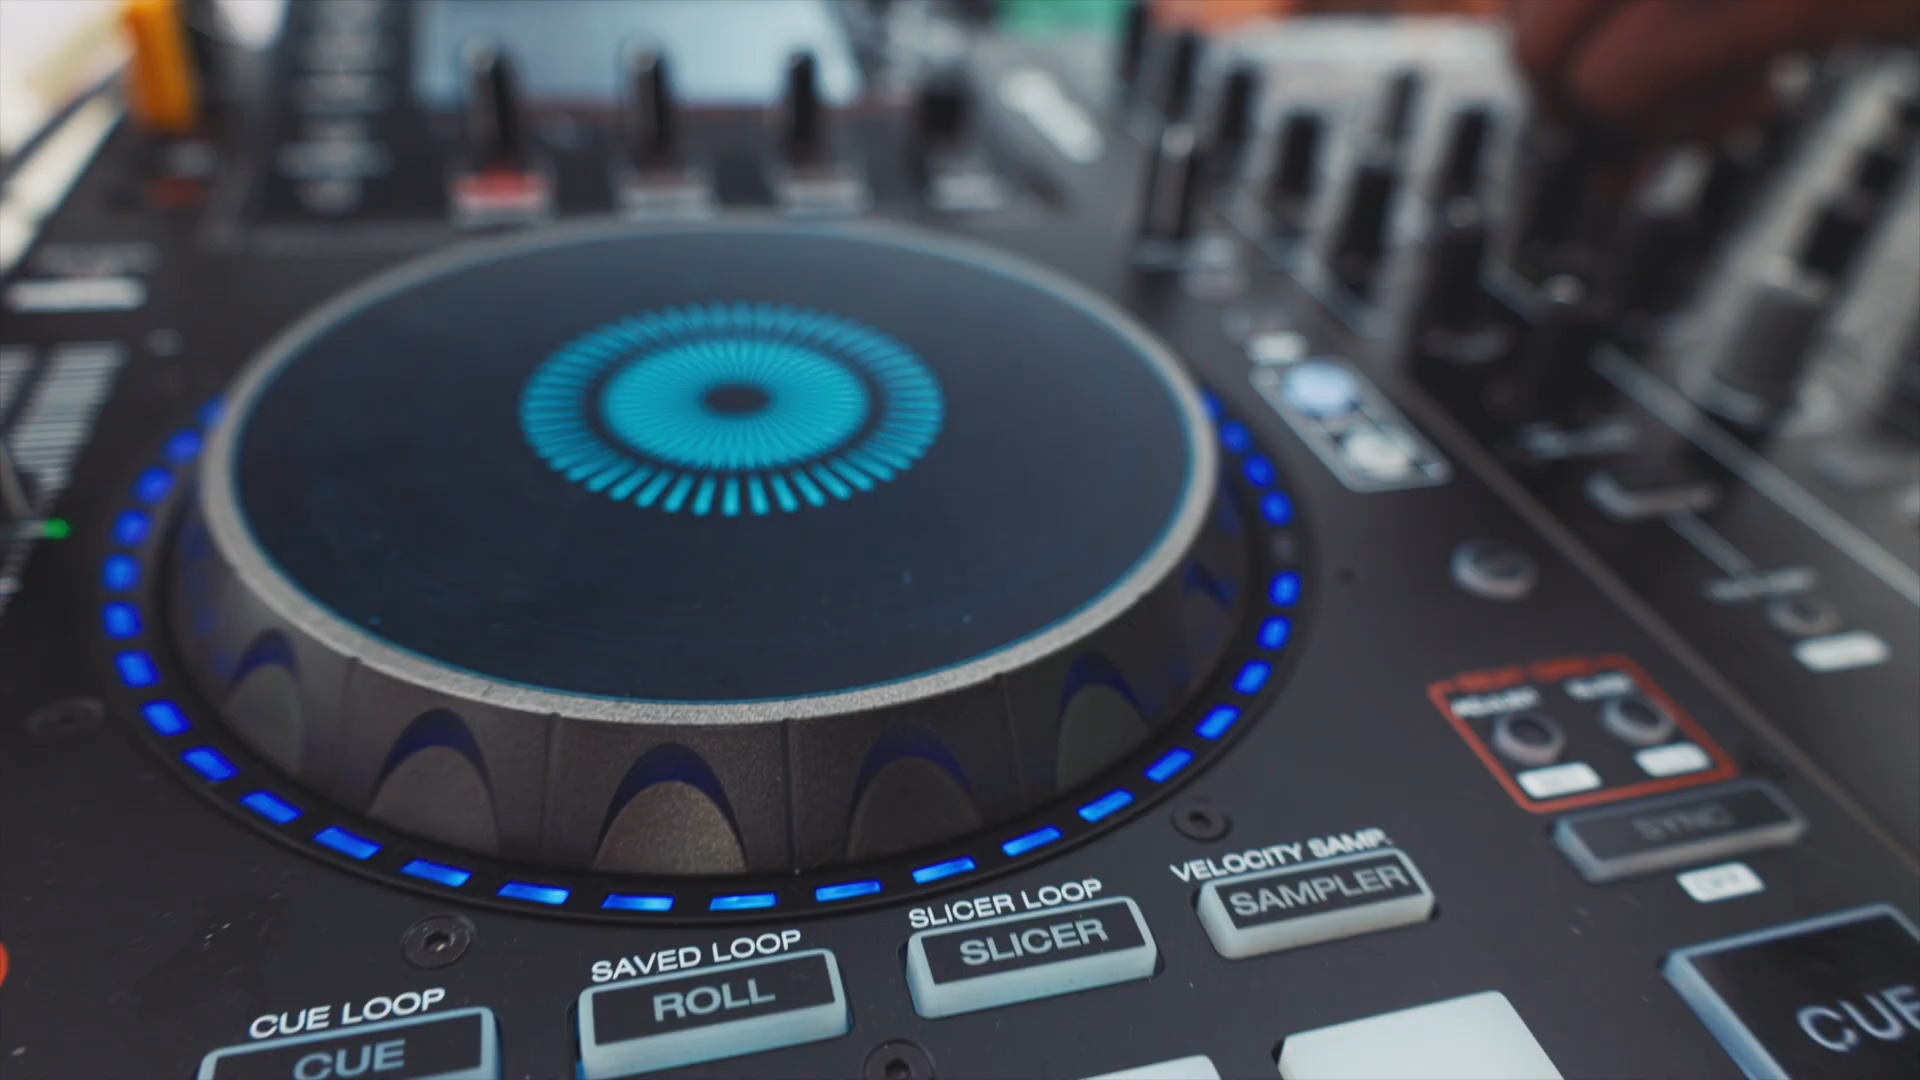 SYNC
VELOCITY SAMP.
SAMPLER
SLICER LOOP
SLICER
SAVED LOOP
ROLL
CUE LOOP
CUE
CUE